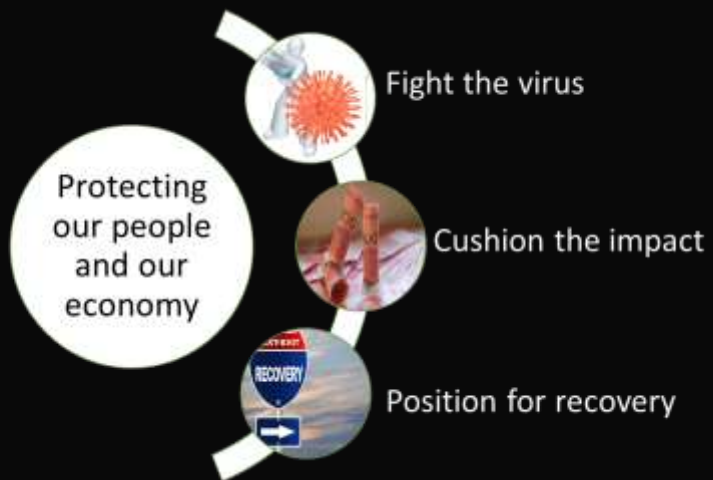 Protecting
our people
and our
economy
Fight the virus
Cushion the impact
RECOVERY
Position for recovery